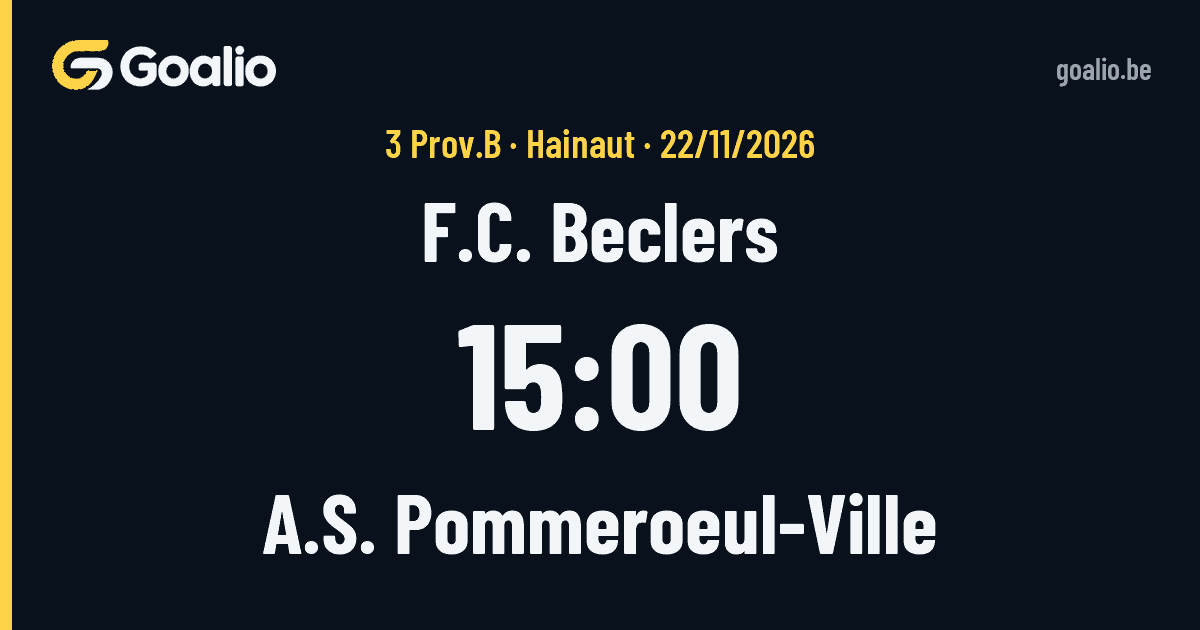 Goalio
goalio.be
3 Prov.B · Hainaut · 22/11/2026
F.C. Beclers
15:00
A.S. Pommeroeul-Ville